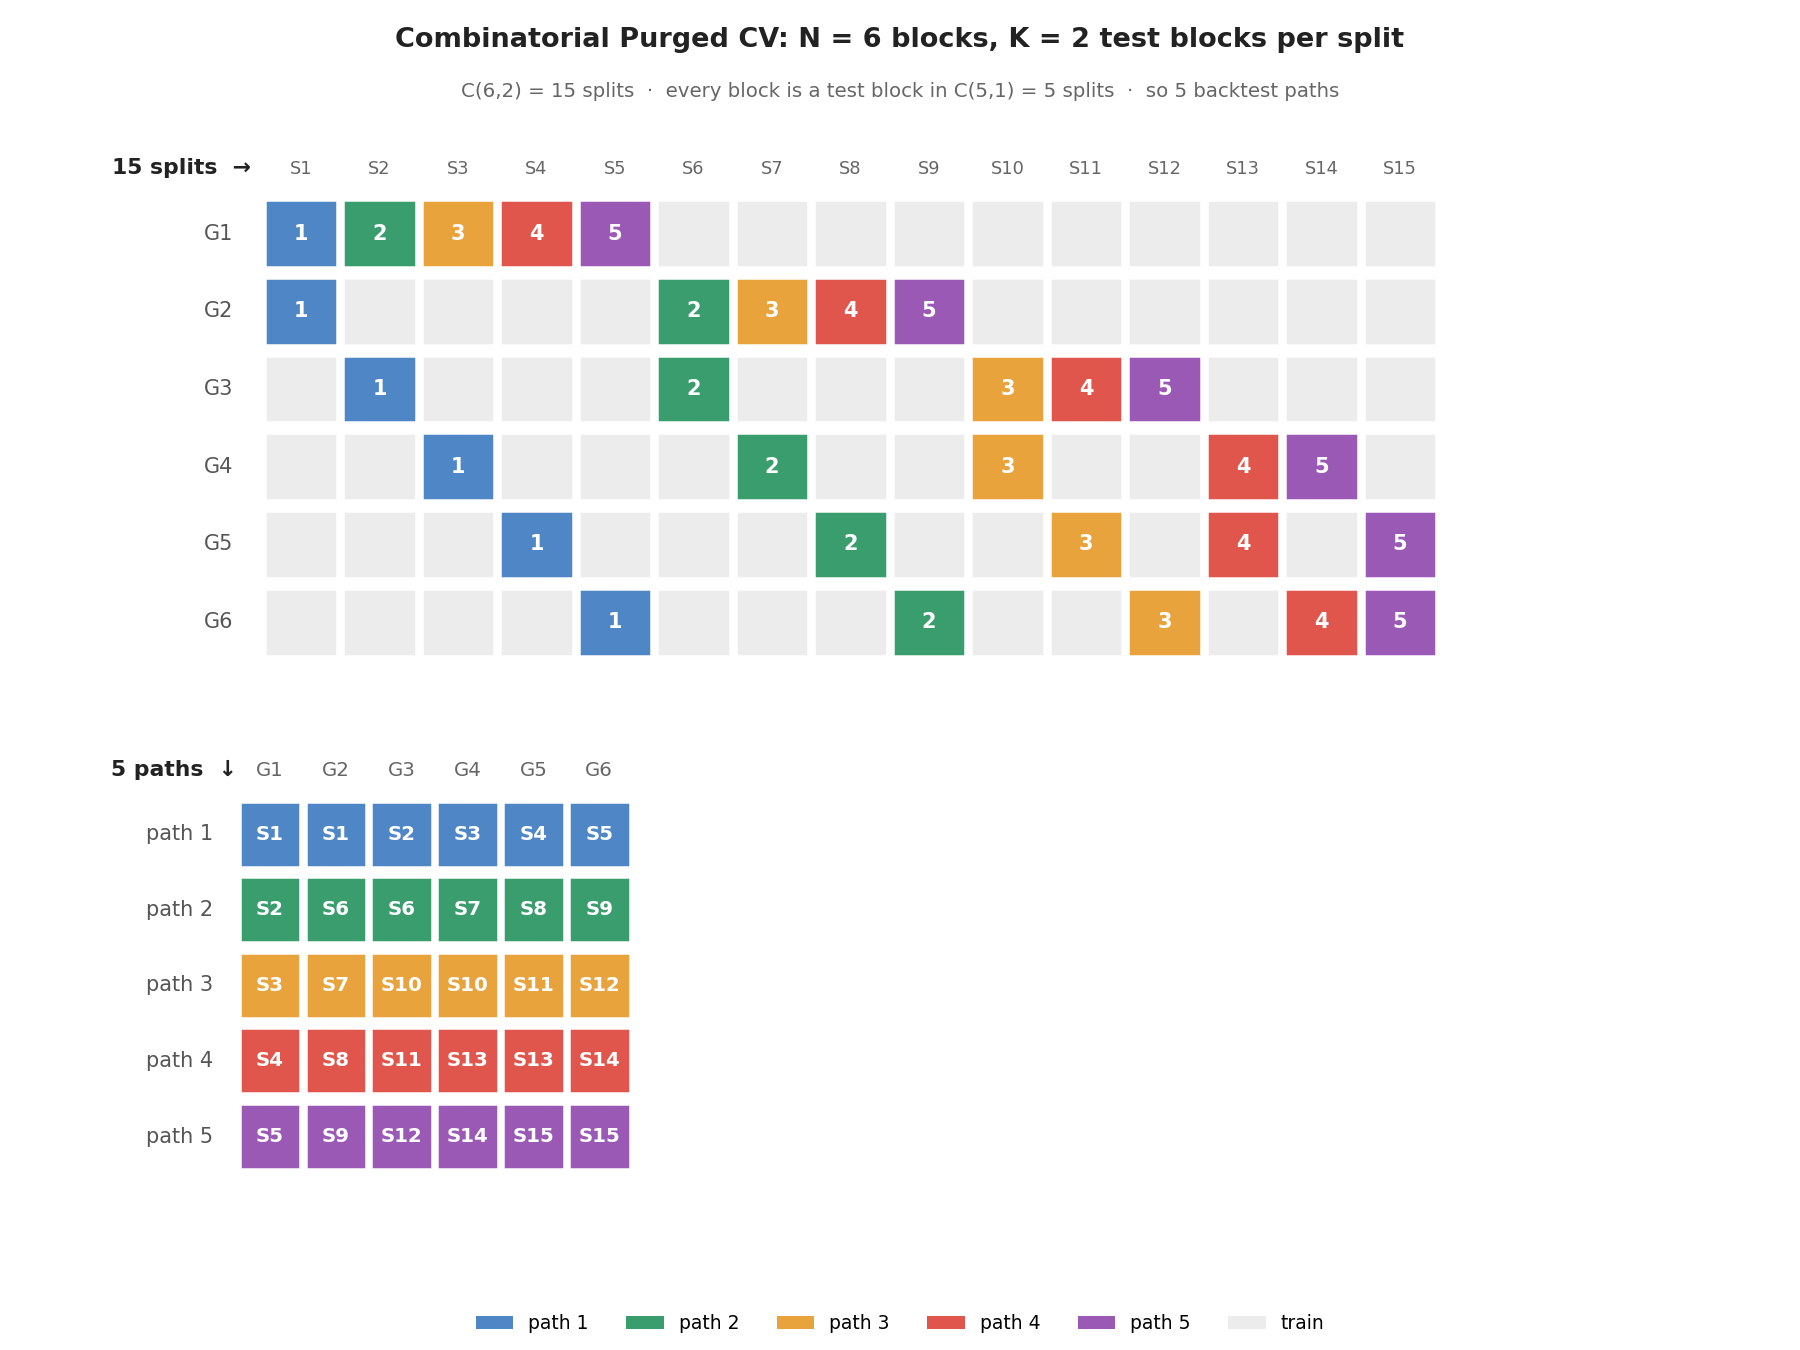 Combinatorial Purged CV: N = 6 blocks, K = 2 test blocks per split
C(6,2) = 15 splits · every block is a test block in C(5,1) = 5 splits · so 5 backtest paths
15 splits → S1 S2 S3 S4 S5 S6 S7 S8 S9 S10 S11 S12 S13 S14 S15
G1 1 2 3 4 5
G2 1 2 3 4 5
G3 1 2 3 4 5
G4 1 2 3 4 5
G5 1 2 3 4 5
G6 1 2 3 4 5
5 paths ↓ G1 G2 G3 G4 G5 G6
path 1 S1 S1 S2 S3 S4 S5
path 2 S2 S6 S6 S7 S8 S9
path 3 S3 S7 S10 S10 S11 S12
path 4 S4 S8 S11 S13 S13 S14
path 5 S5 S9 S12 S14 S15 S15
path 1 path 2 path 3 path 4 path 5 train